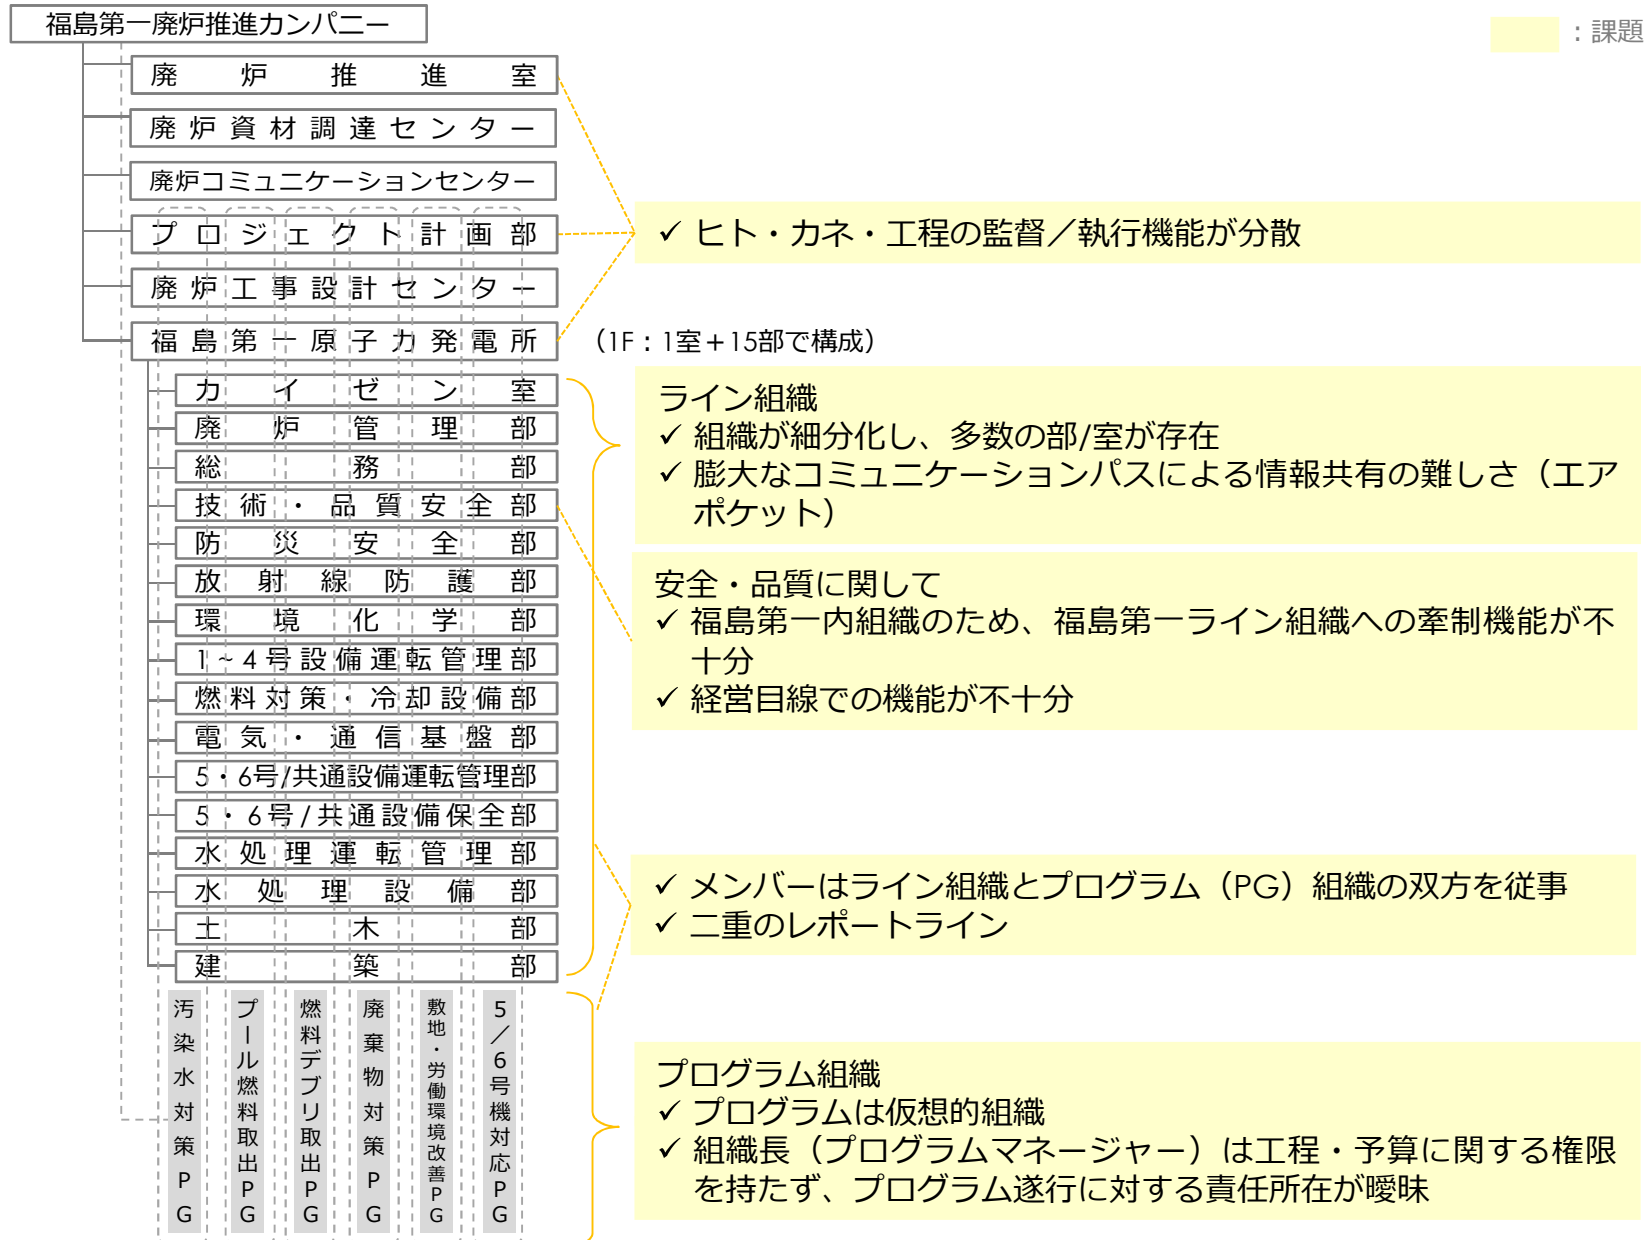 福島第一廃炉推進カンパニー
：課題
廃炉推進室
廃炉資材調達センター
廃炉コミュニケーションセンター
プロジェクト計画部
廃炉工事設計センター
福島第一原子力発電所
（1F：1室＋15部で構成）
カイゼン室
廃炉管理部
総務部
技術・品質安全部
防災安全部
放射線防護部
環境化学部
1~4号設備運転管理部
燃料対策・冷却設備部
電気・通信基盤部
5・6号/共通設備運転管理部
5・6号/共通設備保全部
水処理運転管理部
水処理設備部
土木部
建築部
汚染水対策PG
プール燃料取出PG
燃料デブリ取出PG
廃棄物対策PG
敷地・労働環境改善PG
5／6号機対応PG
✓ ヒト・カネ・工程の監督／執行機能が分散
ライン組織
✓ 組織が細分化し、多数の部/室が存在
✓ 膨大なコミュニケーションパスによる情報共有の難しさ（エア
ポケット）
安全・品質に関して
✓ 福島第一内組織のため、福島第一ライン組織への牽制機能が不
十分
✓ 経営目線での機能が不十分
✓ メンバーはライン組織とプログラム（PG）組織の双方を従事
✓ 二重のレポートライン
プログラム組織
✓ プログラムは仮想的組織
✓ 組織長（プログラムマネージャー）は工程・予算に関する権限
を持たず、プログラム遂行に対する責任所在が曖昧